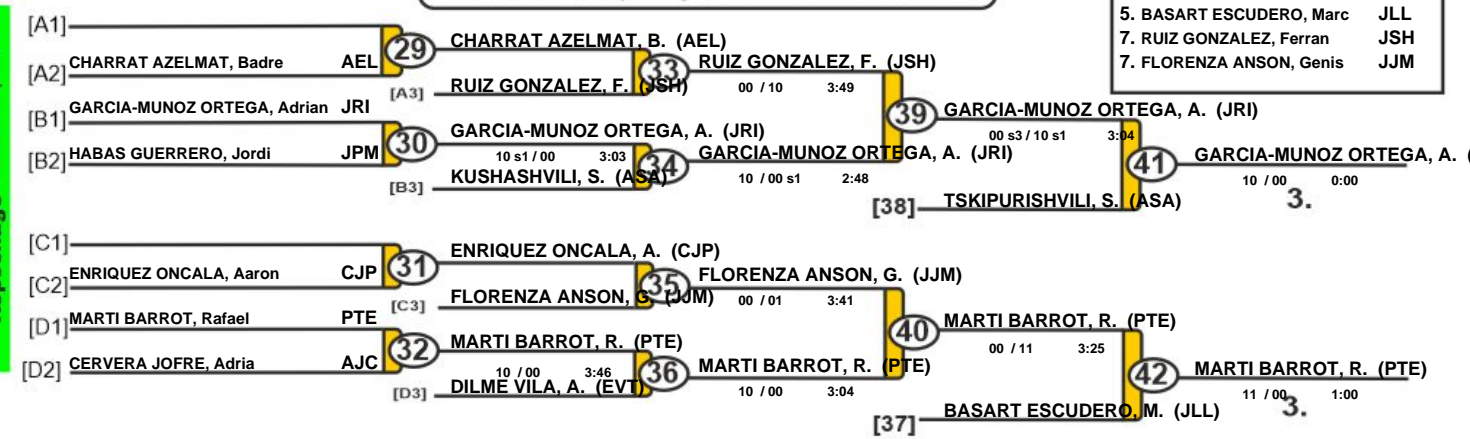 5. BASART ESCUDERO, Marc JLL
7. RUIZ GONZALEZ, Ferran JSH
7. FLORENZA ANSON, Genis JJM
[A1]
[A2] CHARRAT AZELMAT, Badre AEL
29
CHARRAT AZELMAT, B. (AEL)
[A3] RUIZ GONZALEZ, F. (JSH)
33
RUIZ GONZALEZ, F. (JSH)
00 / 10 3:49
[B1] GARCIA-MUNOZ ORTEGA, Adrian JRI
[B2] HABAS GUERRERO, Jordi JPM
30
GARCIA-MUNOZ ORTEGA, A. (JRI)
10 s1 / 00 3:03
[B3] KUSHASHVILI, S. (ASA)
34
GARCIA-MUNOZ ORTEGA, A. (JRI)
10 / 00 s1 2:48
39
GARCIA-MUNOZ ORTEGA, A. (JRI)
00 s3 / 10 s1 3:04
[38] TSKIPURISHVILI, S. (ASA)
41
GARCIA-MUNOZ ORTEGA, A. (
10 / 00 0:00
3.
[C1]
[C2] ENRIQUEZ ONCALA, Aaron CJP
31
ENRIQUEZ ONCALA, A. (CJP)
[C3] FLORENZA ANSON, G. (JJM)
35
FLORENZA ANSON, G. (JJM)
00 / 01 3:41
[D1] MARTI BARROT, Rafael PTE
[D2] CERVERA JOFRE, Adria AJC
32
MARTI BARROT, R. (PTE)
10 / 00 3:46
[D3] DILME VILA, A. (EVT)
36
MARTI BARROT, R. (PTE)
10 / 00 3:04
40
MARTI BARROT, R. (PTE)
00 / 11 3:25
[37] BASART ESCUDERO, M. (JLL)
42
MARTI BARROT, R. (PTE)
11 / 00 1:00
3.